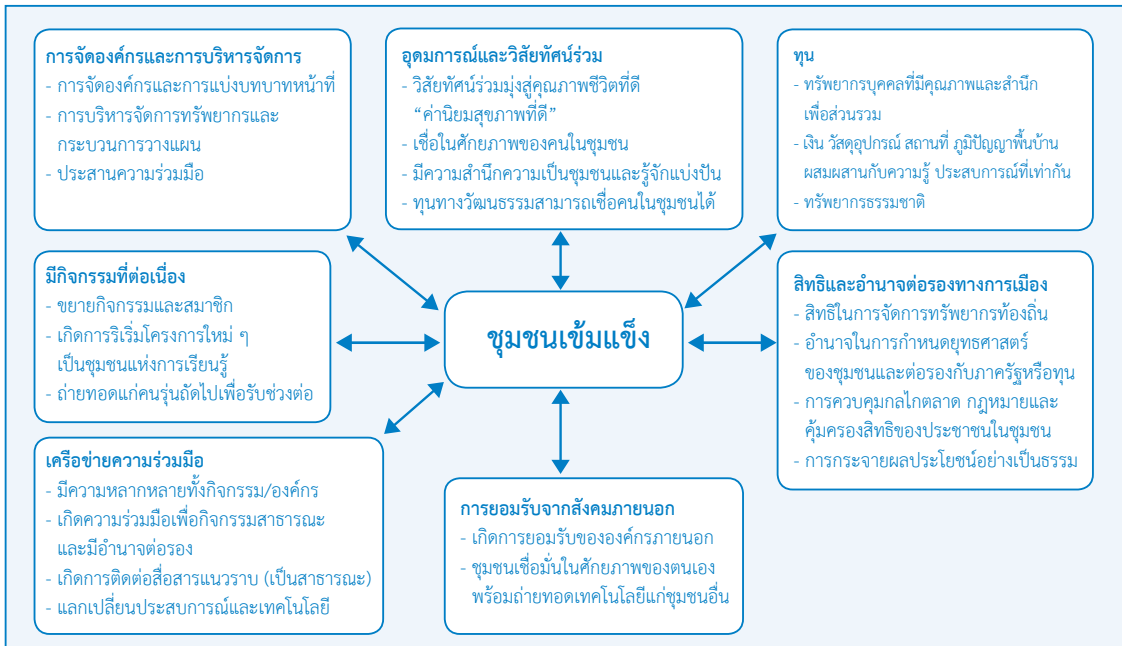 การจัดองค์กรและการบริหารจัดการ
- การจัดองค์กรและการแบ่งบทบาทหน้าที่
- การบริหารจัดการทรัพยากรและ
กระบวนการวางแผน
- ประสานความร่วมมือ
อุดมการณ์และวิสัยทัศน์ร่วม
- วิสัยทัศน์ร่วมมุ่งสู่คุณภาพชีวิตที่ดี
“ค่านิยมสุขภาพที่ดี”
- เชื่อในศักยภาพของคนในชุมชน
- มีความสำนึกความเป็นชุมชนและรู้จักแบ่งปัน
- ทุนทางวัฒนธรรมสามารถเชื่อคนในชุมชนได้
ทุน
- ทรัพยากรบุคคลที่มีคุณภาพและสำนึก
เพื่อส่วนรวม
- เงิน วัสดุอุปกรณ์ สถานที่ ภูมิปัญญาพื้นบ้าน
ผสมผสานกับความรู้ ประสบการณ์ที่เท่ากัน
- ทรัพยากรธรรมชาติ
มีกิจกรรมที่ต่อเนื่อง
- ขยายกิจกรรมและสมาชิก
- เกิดการริเริ่มโครงการใหม่ ๆ
เป็นชุมชนแห่งการเรียนรู้
- ถ่ายทอดแก่คนรุ่นถัดไปเพื่อรับช่วงต่อ
ชุมชนเข้มแข็ง
สิทธิและอำนาจต่อรองทางการเมือง
- สิทธิในการจัดการทรัพยากรท้องถิ่น
- อำนาจในการกำหนดยุทธศาสตร์
ของชุมชนและต่อรองกับภาครัฐหรือทุน
- การควบคุมกลไกตลาด กฎหมายและ
คุ้มครองสิทธิของประชาชนในชุมชน
- การกระจายผลประโยชน์อย่างเป็นธรรม
เครือข่ายความร่วมมือ
- มีความหลากหลายทั้งกิจกรรม/องค์กร
- เกิดความร่วมมือเพื่อกิจกรรมสาธารณะ
และมีอำนาจต่อรอง
- เกิดการติดต่อสื่อสารแนวราบ (เป็นสาธารณะ)
- แลกเปลี่ยนประสบการณ์และเทคโนโลยี
การยอมรับจากสังคมภายนอก
- เกิดการยอมรับขององค์กรภายนอก
- ชุมชนเชื่อมั่นในศักยภาพของตนเอง
พร้อมถ่ายทอดเทคโนโลยีแก่ชุมชนอื่น